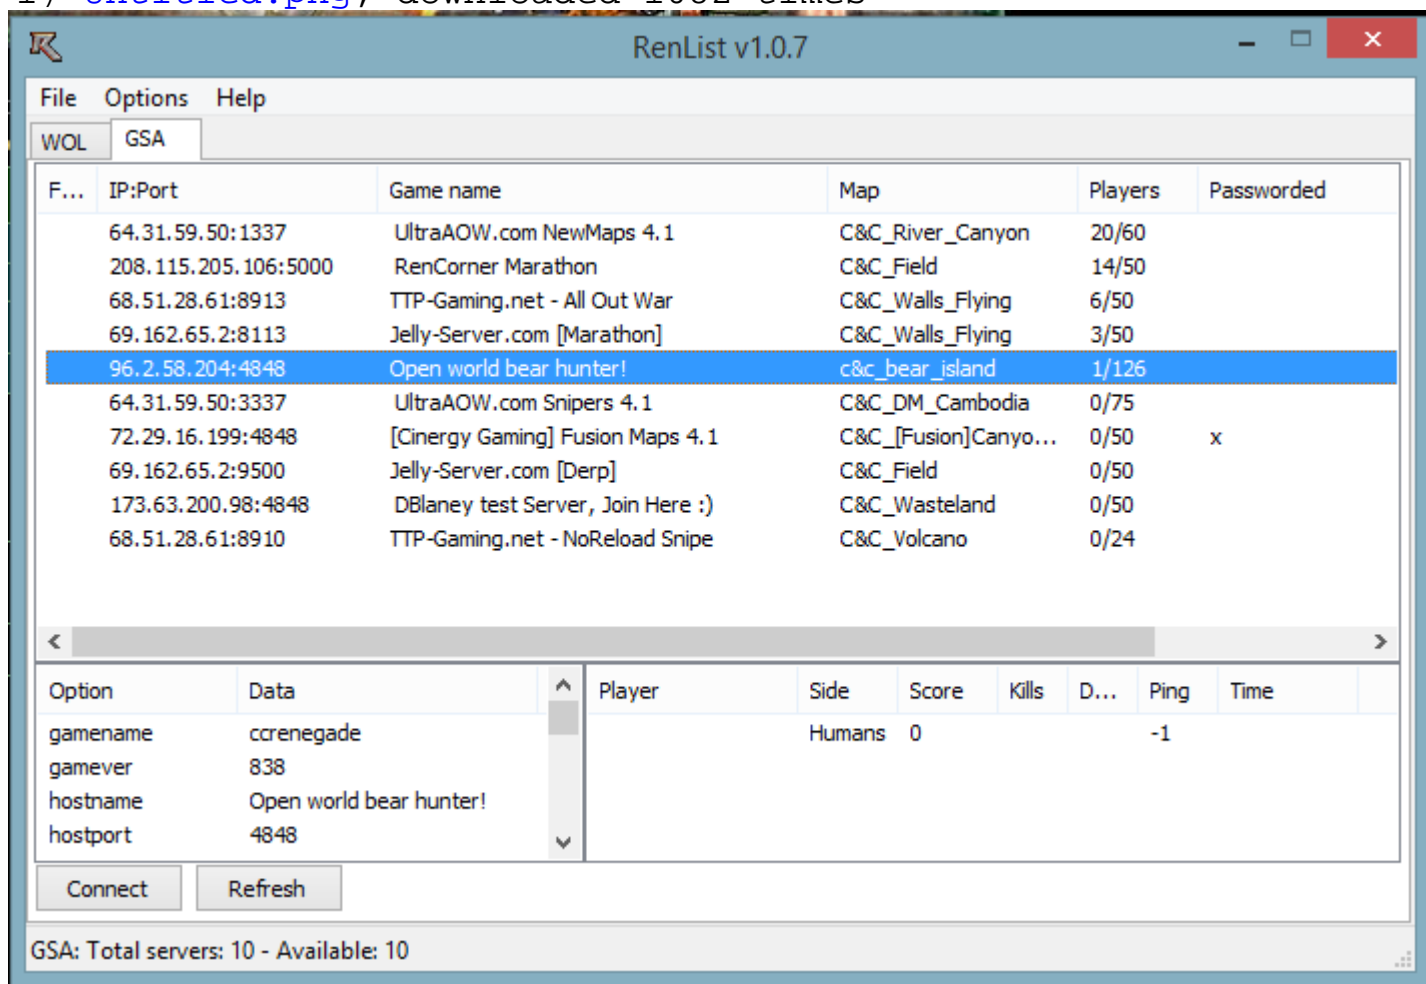 1) Untitled.png, downloaded 1082 times
RenList v1.0.7
File Options Help
WOL GSA
F... IP:Port Game name Map Players Passworded
64.31.59.50:1337 UltraAOW.com NewMaps 4.1 C&C_River_Canyon 20/60
208.115.205.106:5000 RenCorner Marathon C&C_Field 14/50
68.51.28.61:8913 TTP-Gaming.net - All Out War C&C_Walls_Flying 6/50
69.162.65.2:8113 Jelly-Server.com [Marathon] C&C_Walls_Flying 3/50
96.2.58.204:4848 Open world bear hunter! c&c_bear_island 1/126
64.31.59.50:3337 UltraAOW.com Snipers 4.1 C&C_DM_Cambodia 0/75
72.29.16.199:4848 [Cinergy Gaming] Fusion Maps 4.1 C&C_[Fusion]Canyo... 0/50 x
69.162.65.2:9500 Jelly-Server.com [Derp] C&C_Field 0/50
173.63.200.98:4848 DBlaney test Server, Join Here :) C&C_Wasteland 0/50
68.51.28.61:8910 TTP-Gaming.net - NoReload Snipe C&C_Volcano 0/24
Option Data Player Side Score Kills D... Ping Time
gamename ccrenegade Humans 0 -1
gamever 838
hostname Open world bear hunter!
hostport 4848
Connect Refresh
GSA: Total servers: 10 - Available: 10